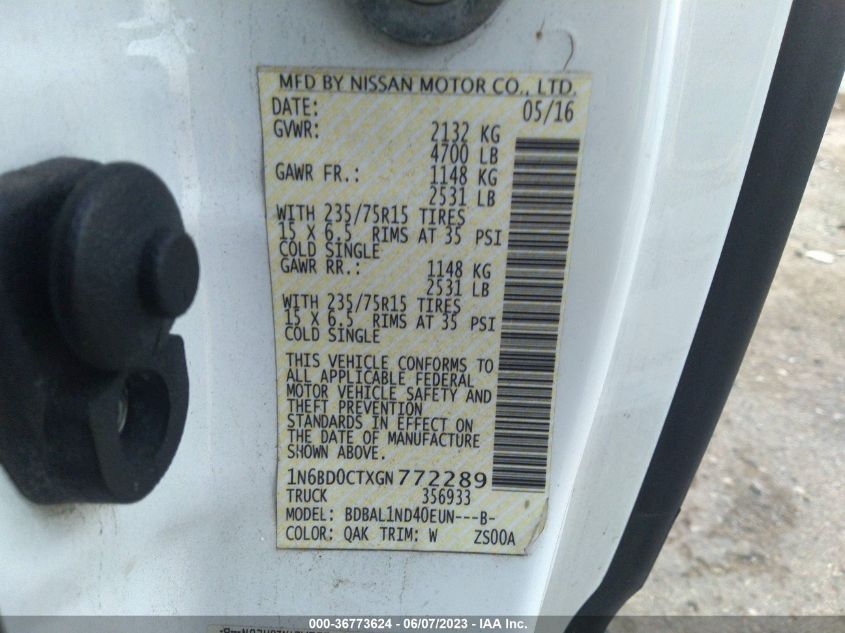 MFD BY NISSAN MOTOR CO., LTD.
DATE: 05/16
GVWR: 2132 KG
4700 LB
GAWR FR.: 1148 KG
2531 LB
WITH 235/75R15 TIRES
15 X 6.5 RIMS AT 35 PSI
COLD SINGLE
GAWR RR.: 1148 KG
2531 LB
WITH 235/75R15 TIRES
15 X 6.5 RIMS AT 35 PSI
COLD SINGLE
THIS VEHICLE CONFORMS TO
ALL APPLICABLE FEDERAL
MOTOR VEHICLE SAFETY AND
THEFT PREVENTION
STANDARDS IN EFFECT ON
THE DATE OF MANUFACTURE
SHOWN ABOVE.
1N6BD0CTXGN772289
TRUCK 356933
MODEL: BDBAL1ND40EUN---B-
COLOR: QAK TRIM: W ZS00A
000-36773624 - 06/07/2023 - IAA Inc.